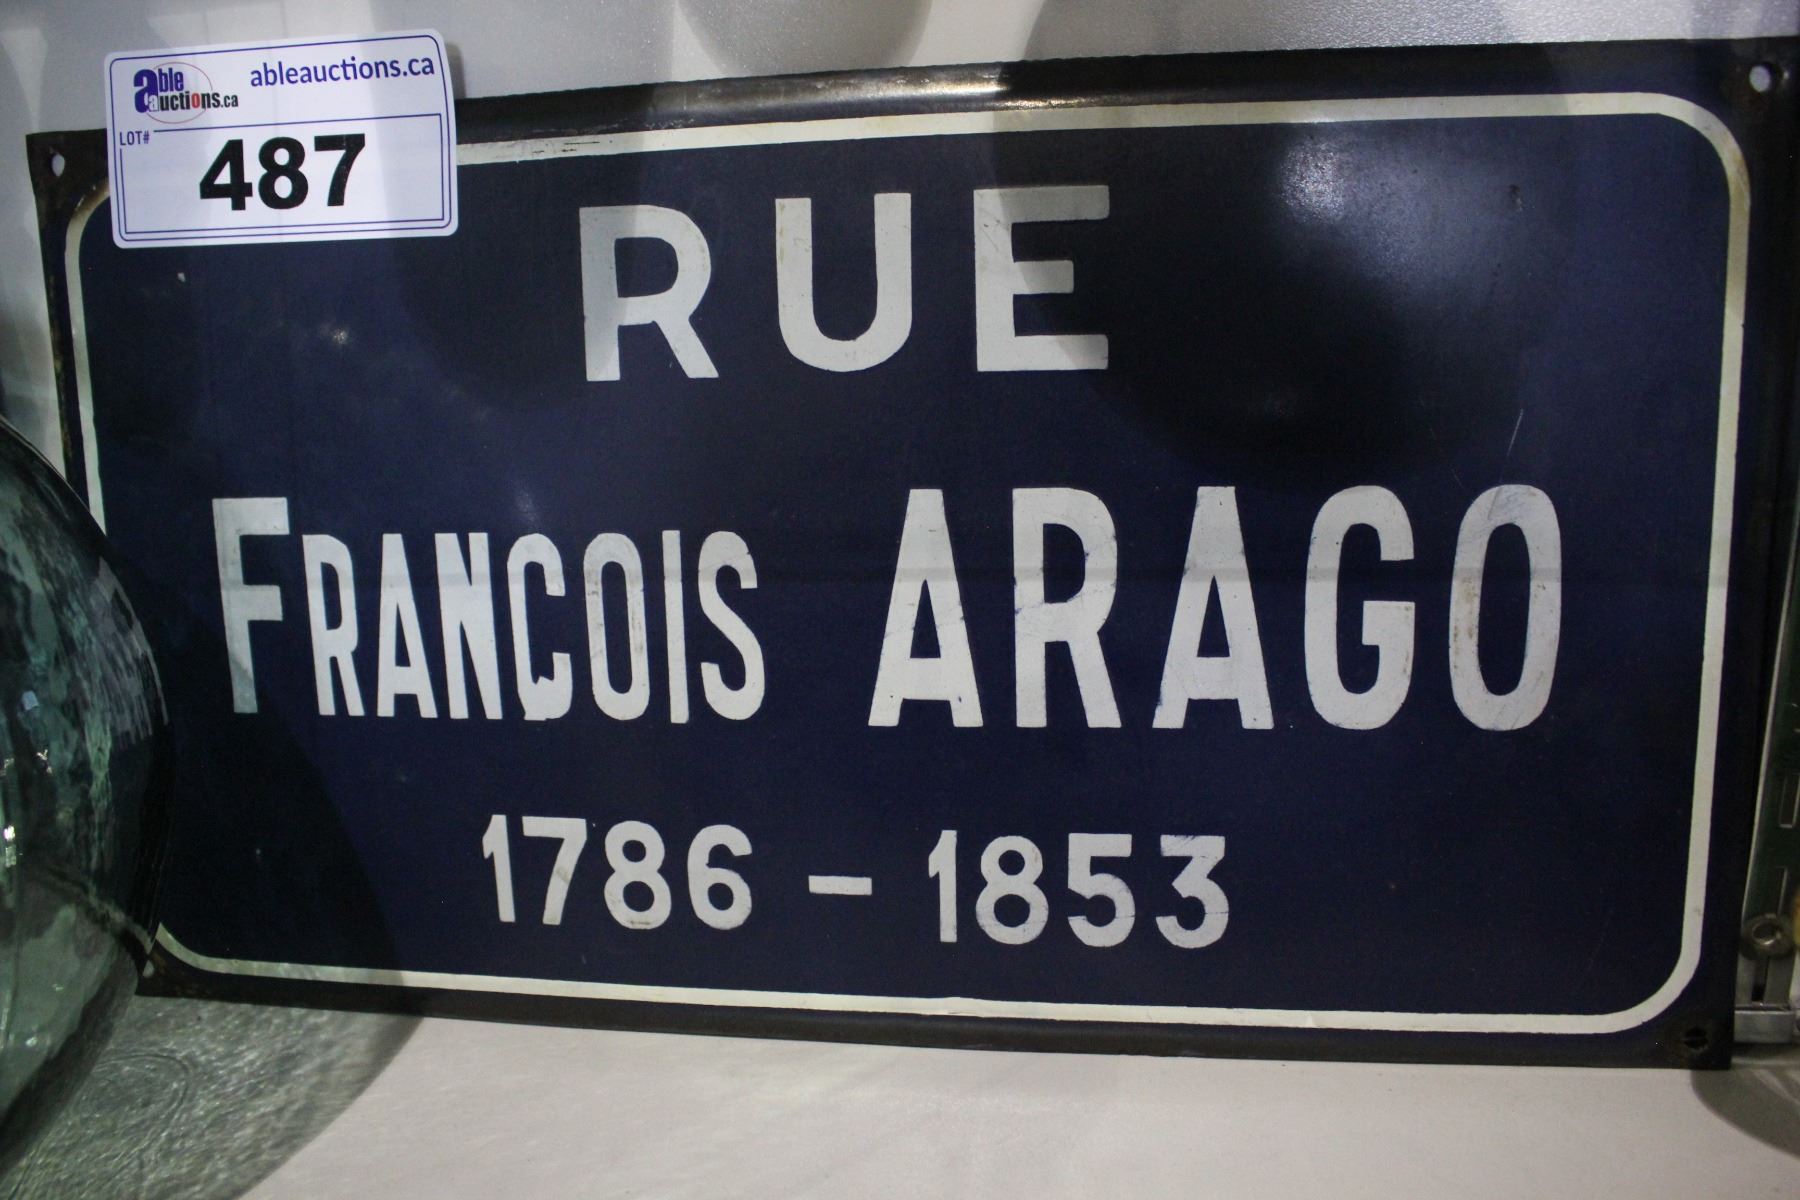 able auctions.ca
ableauctions.ca
LOT#
487
RUE
FRANÇOIS ARAGO
1786 - 1853